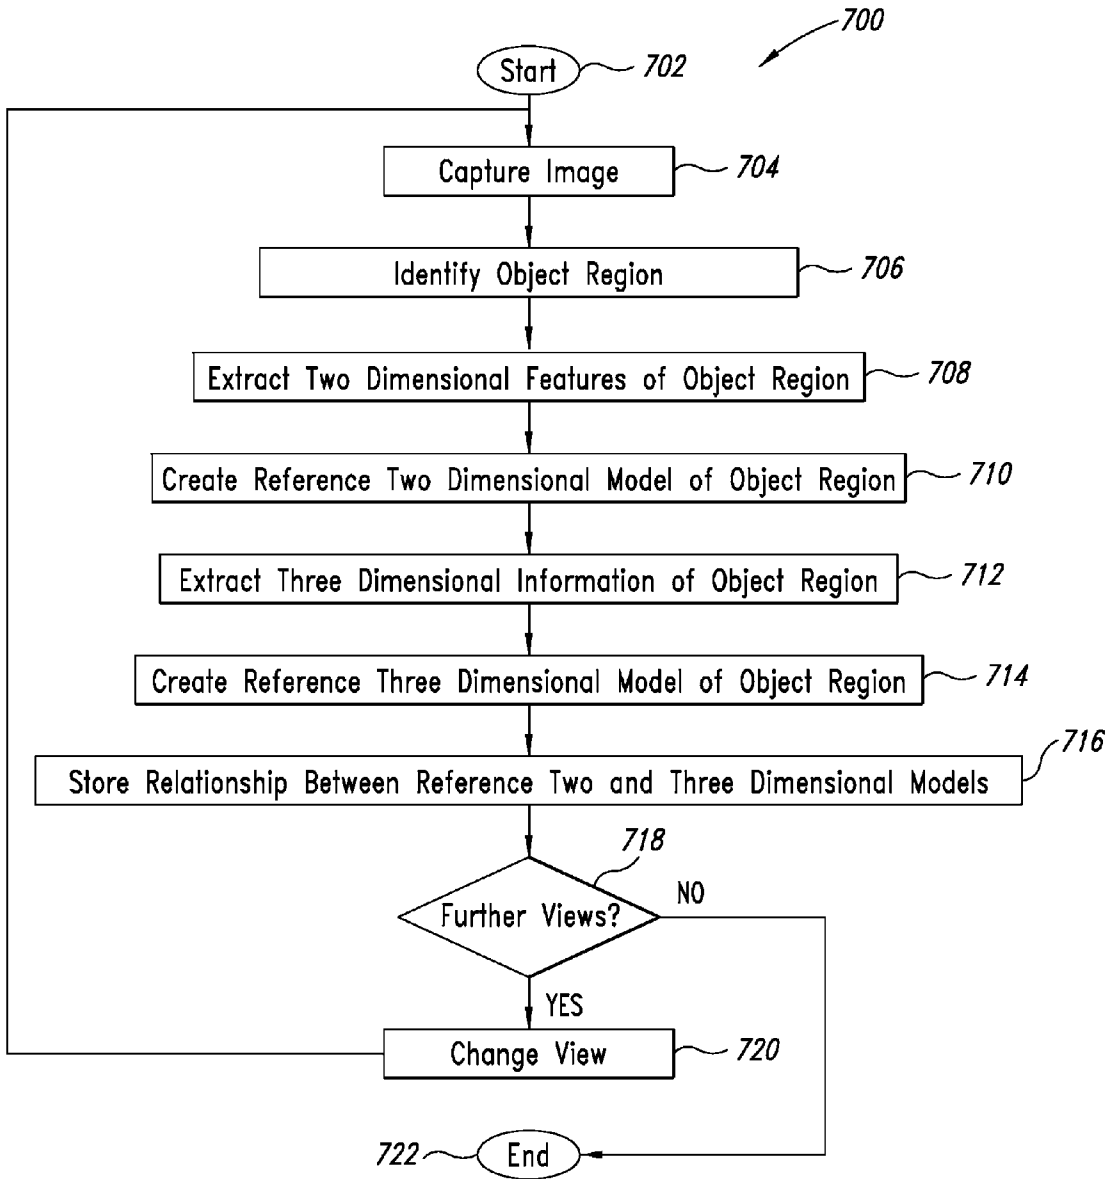 700
Start
702
Capture Image
704
Identify Object Region
706
Extract Two Dimensional Features of Object Region
708
Create Reference Two Dimensional Model of Object Region
710
Extract Three Dimensional Information of Object Region
712
Create Reference Three Dimensional Model of Object Region
714
Store Relationship Between Reference Two and Three Dimensional Models
716
718
Further Views?
NO
YES
Change View
720
722
End